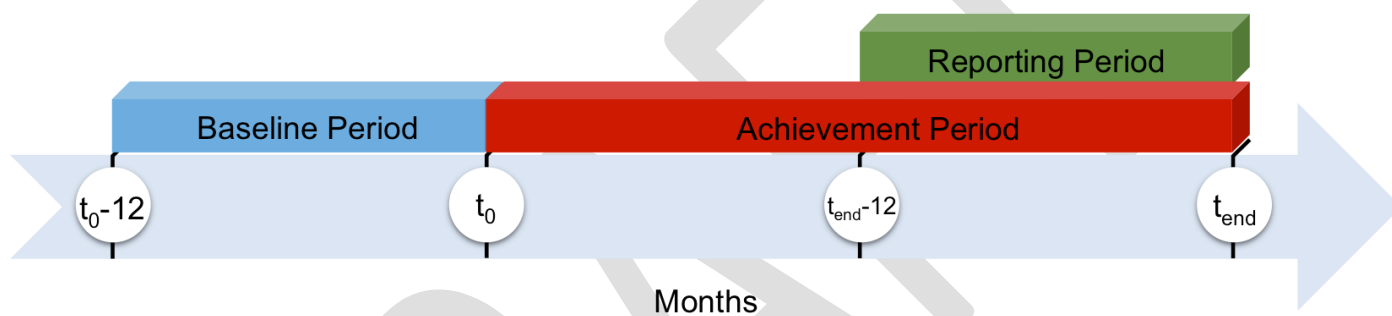 Reporting Period
Baseline Period
Achievement Period
t0-12
t0
tend-12
tend
Months